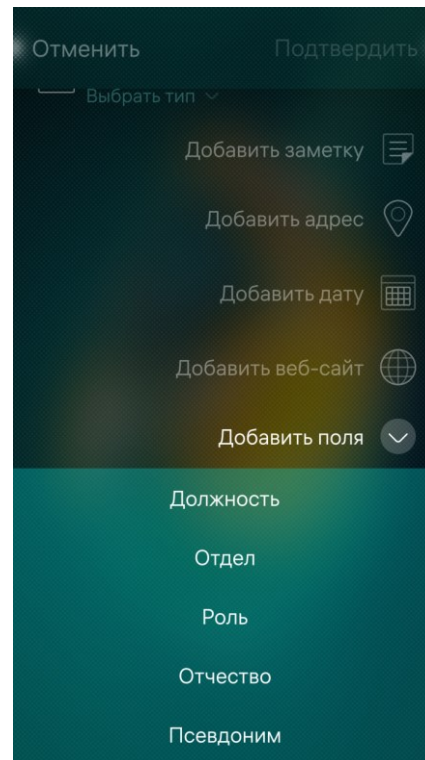 Отменить Подтвердить
Выбрать тип
Добавить заметку
Добавить адрес
Добавить дату
Добавить веб-сайт
Добавить поля
Должность
Отдел
Роль
Отчество
Псевдоним